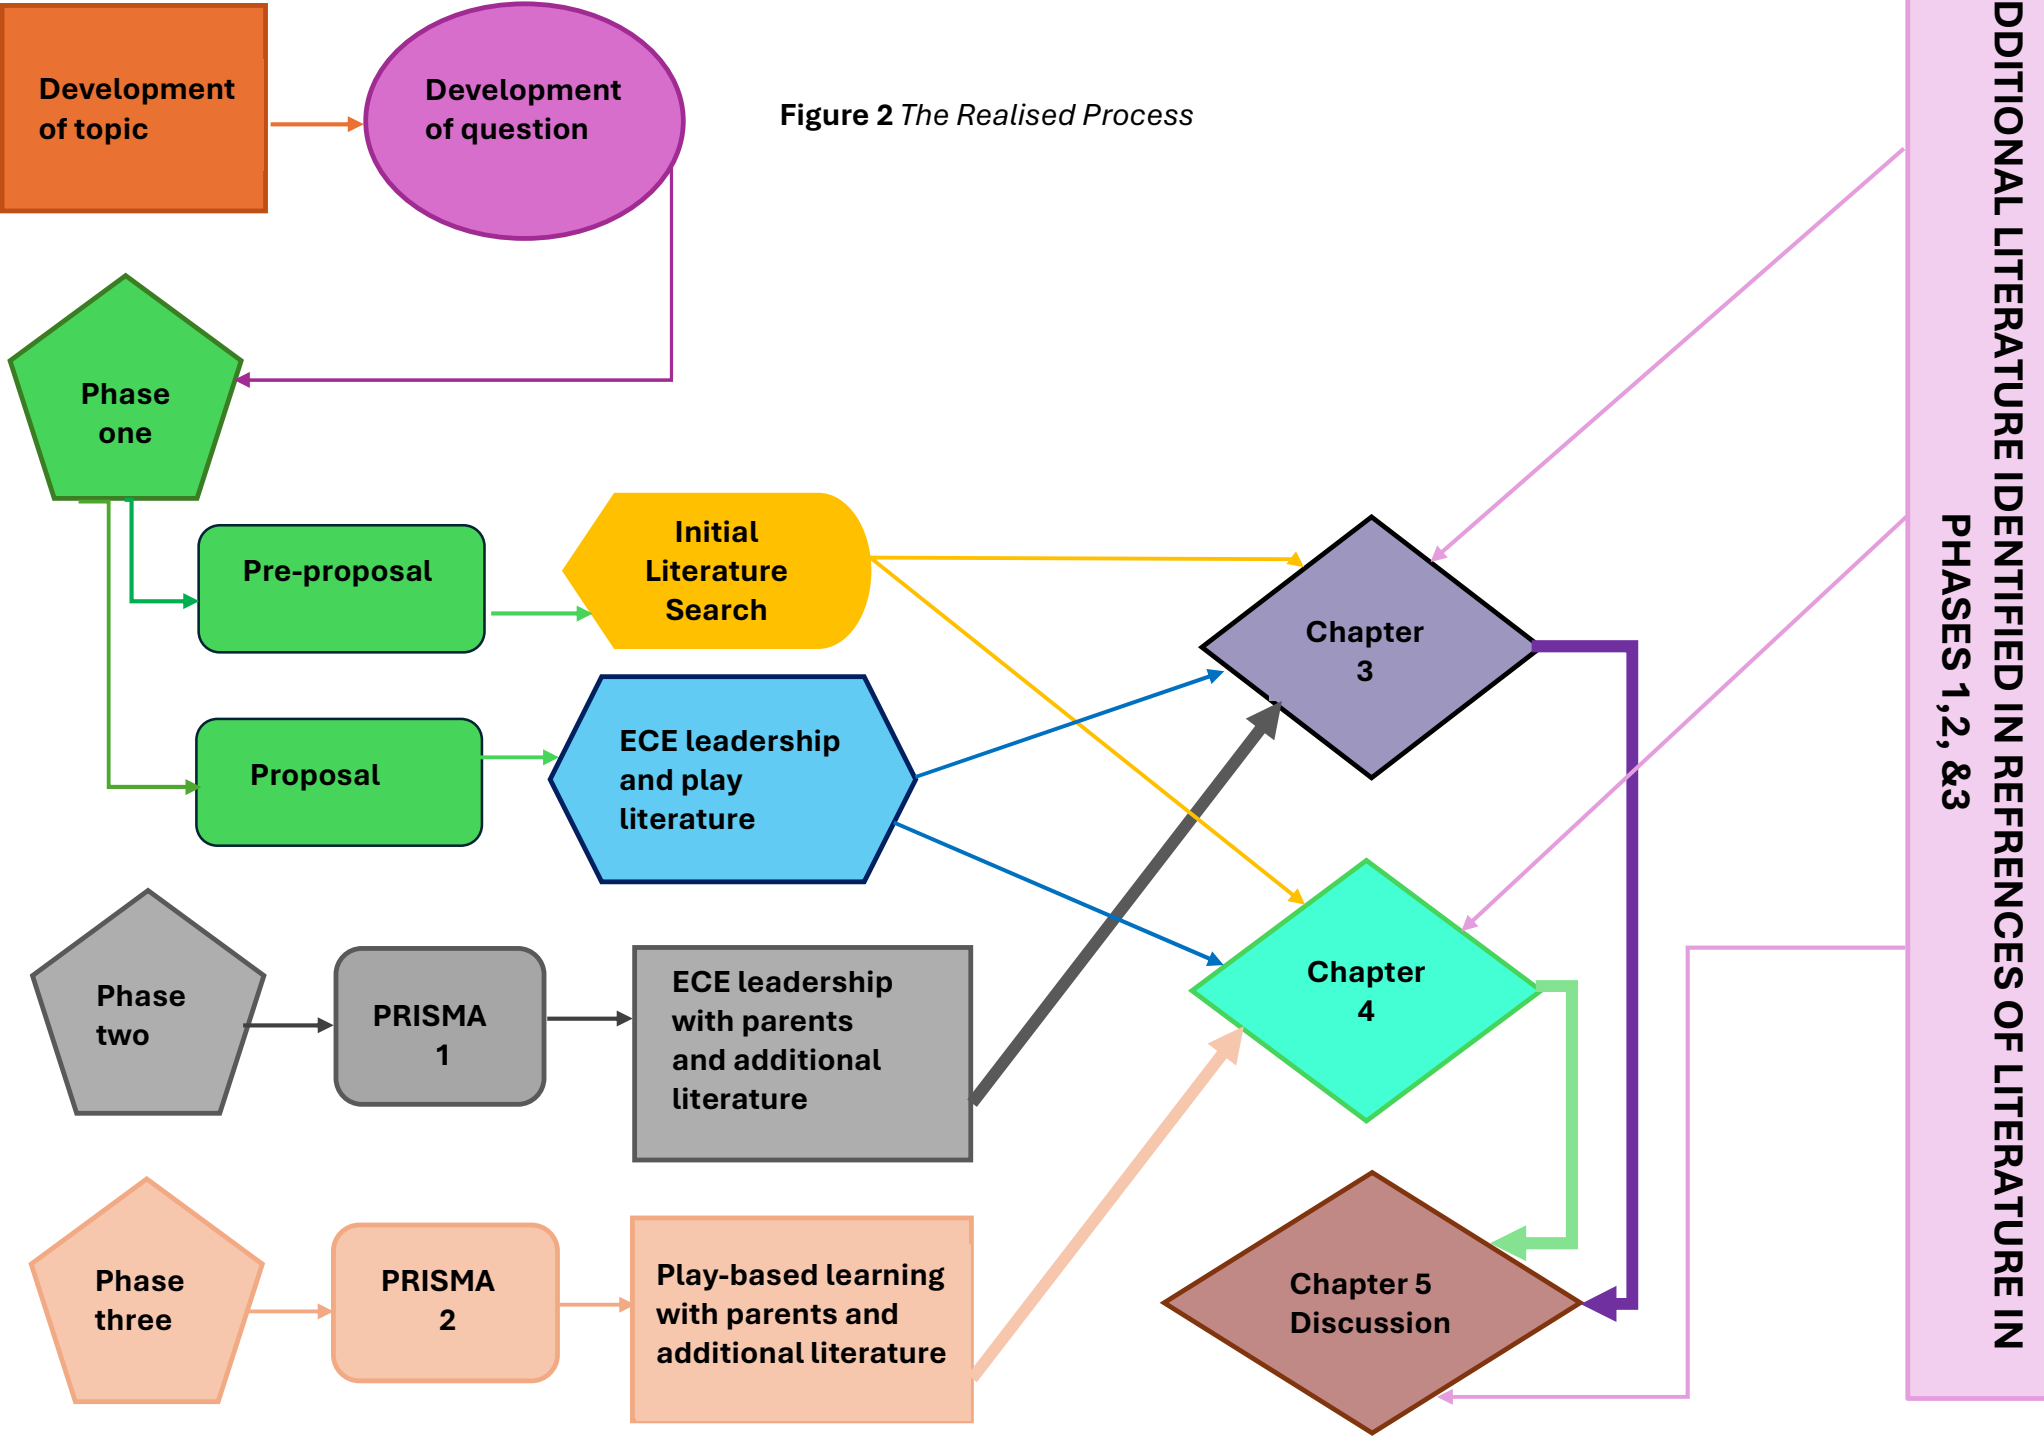 Development
of topic
Development
of question
Figure 2 The Realised Process
Phase
one
Pre-proposal
Initial
Literature
Search
Proposal
ECE leadership
and play
literature
Chapter
3
Phase
two
PRISMA
1
ECE leadership
with parents
and additional
literature
Chapter
4
Phase
three
PRISMA
2
Play-based learning
with parents and
additional literature
Chapter 5
Discussion
DDITIONAL LITERATURE IDENTIFIED IN REFRENCES OF LITERATURE IN
PHASES 1,2, &3